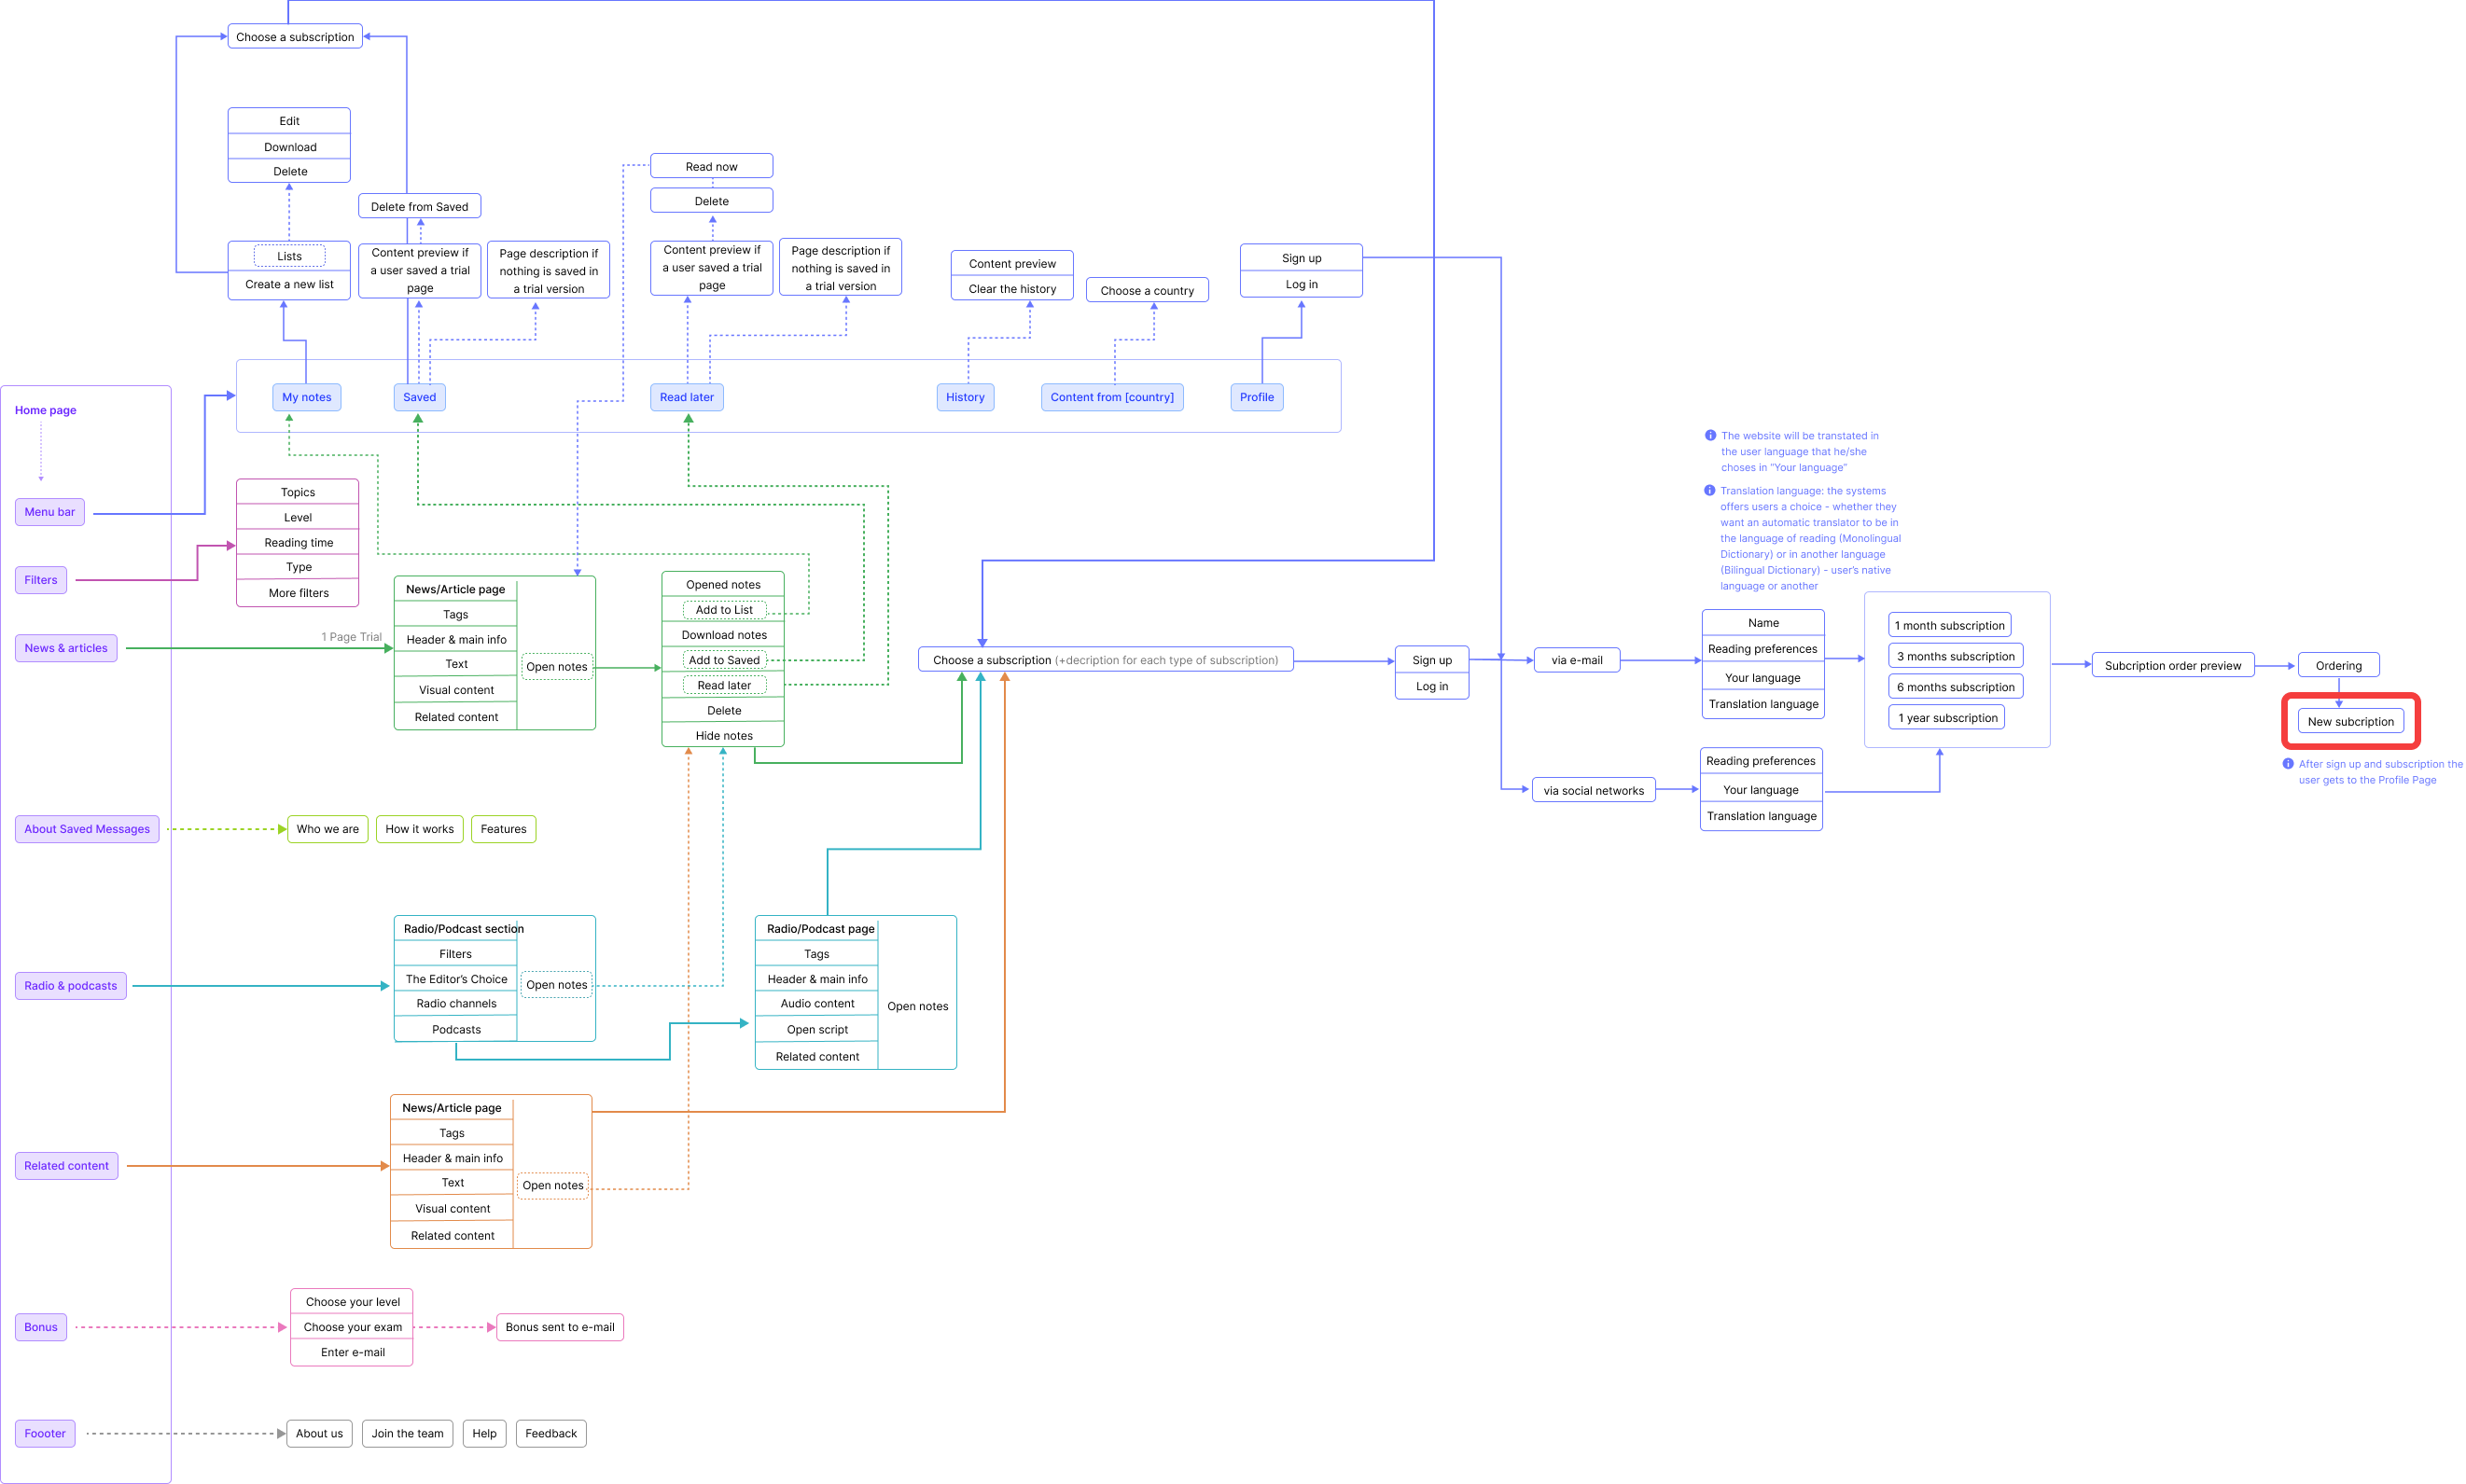 Choose a subscription
Edit
Download
Delete
Lists
Create a new list
Delete from Saved
Content preview if
a user saved a trial
page
Page description if
nothing is saved in
a trial version
Read now
Delete
Content preview if
a user saved a trial
page
Page description if
nothing is saved in
a trial version
Content preview
Clear the history
Choose a country
Sign up
Log in
My notes
Saved
Read later
History
Content from [country]
Profile
Home page
Menu bar
Filters
News & articles
About Saved Messages
Radio & podcasts
Related content
Bonus
Foooter
Topics
Level
Reading time
Type
More filters
1 Page Trial
News/Article page
Tags
Header & main info
Text
Visual content
Related content
Open notes
Opened notes
Add to List
Download notes
Add to Saved
Read later
Delete
Hide notes
Choose a subscription (+decription for each type of subscription)
Sign up
Log in
via e-mail
via social networks
The website will be transtated in
the user language that he/she
choses in “Your language”
Translation language: the systems
offers users a choice - whether they
want an automatic translator to be in
the language of reading (Monolingual
Dictionary) or in another language
(Bilingual Dictionary) - user’s native
language or another
Name
Reading preferences
Your language
Translation language
Reading preferences
Your language
Translation language
1 month subscription
3 months subscription
6 months subscription
1 year subscription
Subcription order preview
Ordering
New subcription
After sign up and subscription the
user gets to the Profile Page
Who we are
How it works
Features
Radio/Podcast section
Filters
The Editor’s Choice
Radio channels
Podcasts
Open notes
Radio/Podcast page
Tags
Header & main info
Audio content
Open script
Related content
Open notes
News/Article page
Tags
Header & main info
Text
Visual content
Related content
Open notes
Choose your level
Choose your exam
Enter e-mail
Bonus sent to e-mail
About us
Join the team
Help
Feedback